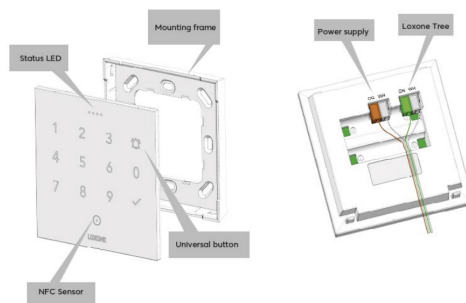 Mounting frame
Status LED
1 2 3
4 5 6 0
7 8 9
LOXONE
Universal button
NFC Sensor
Power supply
Loxone Tree
OG WH
GN WH